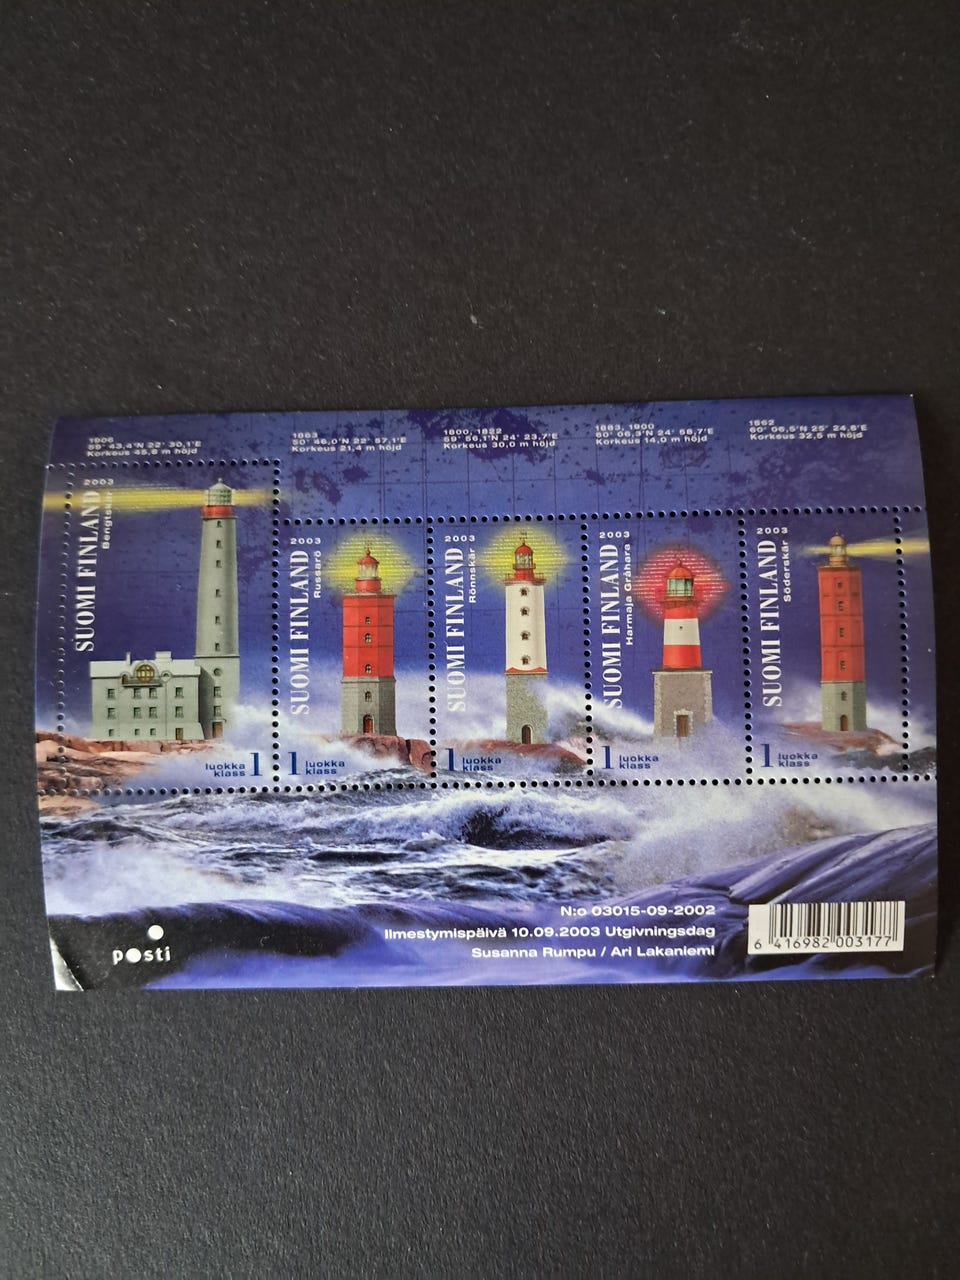 1906
59° 43,4'N 22° 30,1'E
Korkeus 45,8 m höjd
1863
59° 46,0'N 22° 57,1'E
Korkeus 21,4 m höjd
1800, 1822
59° 56,1'N 24° 23,7'E
Korkeus 30,0 m höjd
1883, 1900
60° 06,3'N 24° 58,7'E
Korkeus 14,0 m höjd
1862
60° 06,5'N 25° 24,8'E
Korkeus 32,5 m höjd
2003
SUOMI FINLAND
Bengtskär
luokka
klass 1
2003
SUOMI FINLAND
Russarö
1 luokka
klass
2003
SUOMI FINLAND
Rönnskär
1 luokka
klass
2003
SUOMI FINLAND
Harmaja Gråhara
1 luokka
klass
2003
SUOMI FINLAND
Söderskär
1 luokka
klass
N:o 03015-09-2002
Ilmestymispäivä 10.09.2003 Utgivningsdag
Susanna Rumpu / Ari Lakaniemi
posti
6 416982 003177